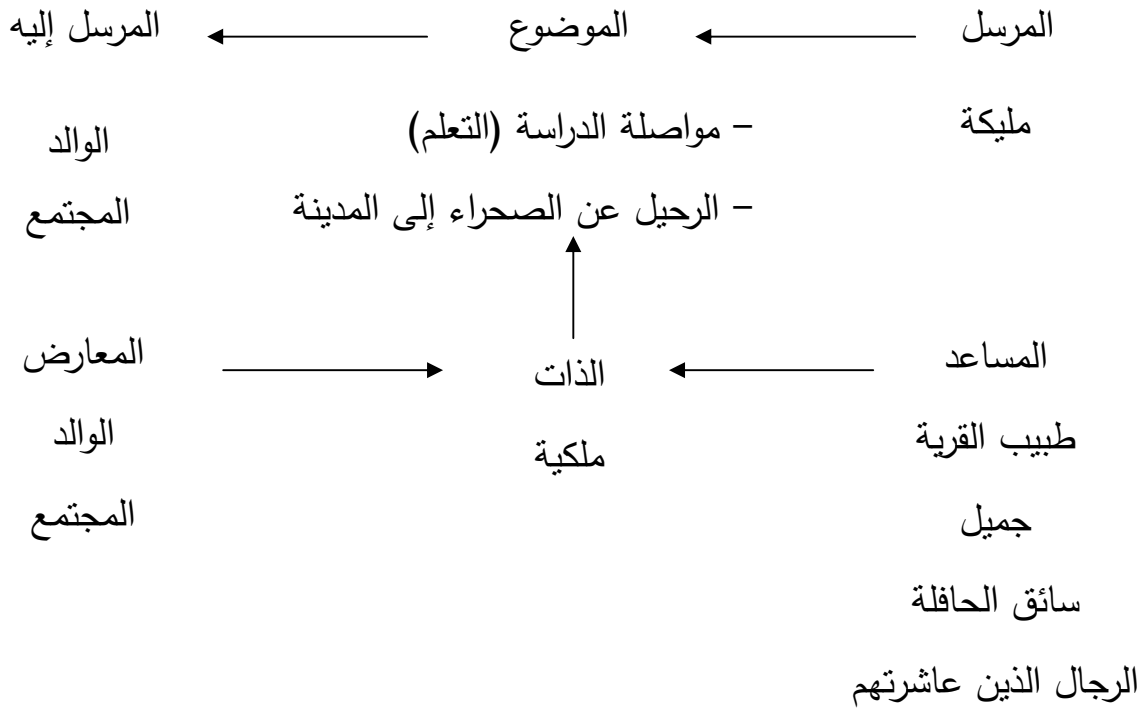 المرسل الموضوع المرسل إليه
مليكة
– مواصلة الدراسة (التعلم)
الوالد
– الرحيل عن الصحراء إلى المدينة
المجتمع
المساعد الذات المعارض
طبيب القرية ملكية الوالد
جميل المجتمع
سائق الحافلة
الرجال الذين عاشرتهم